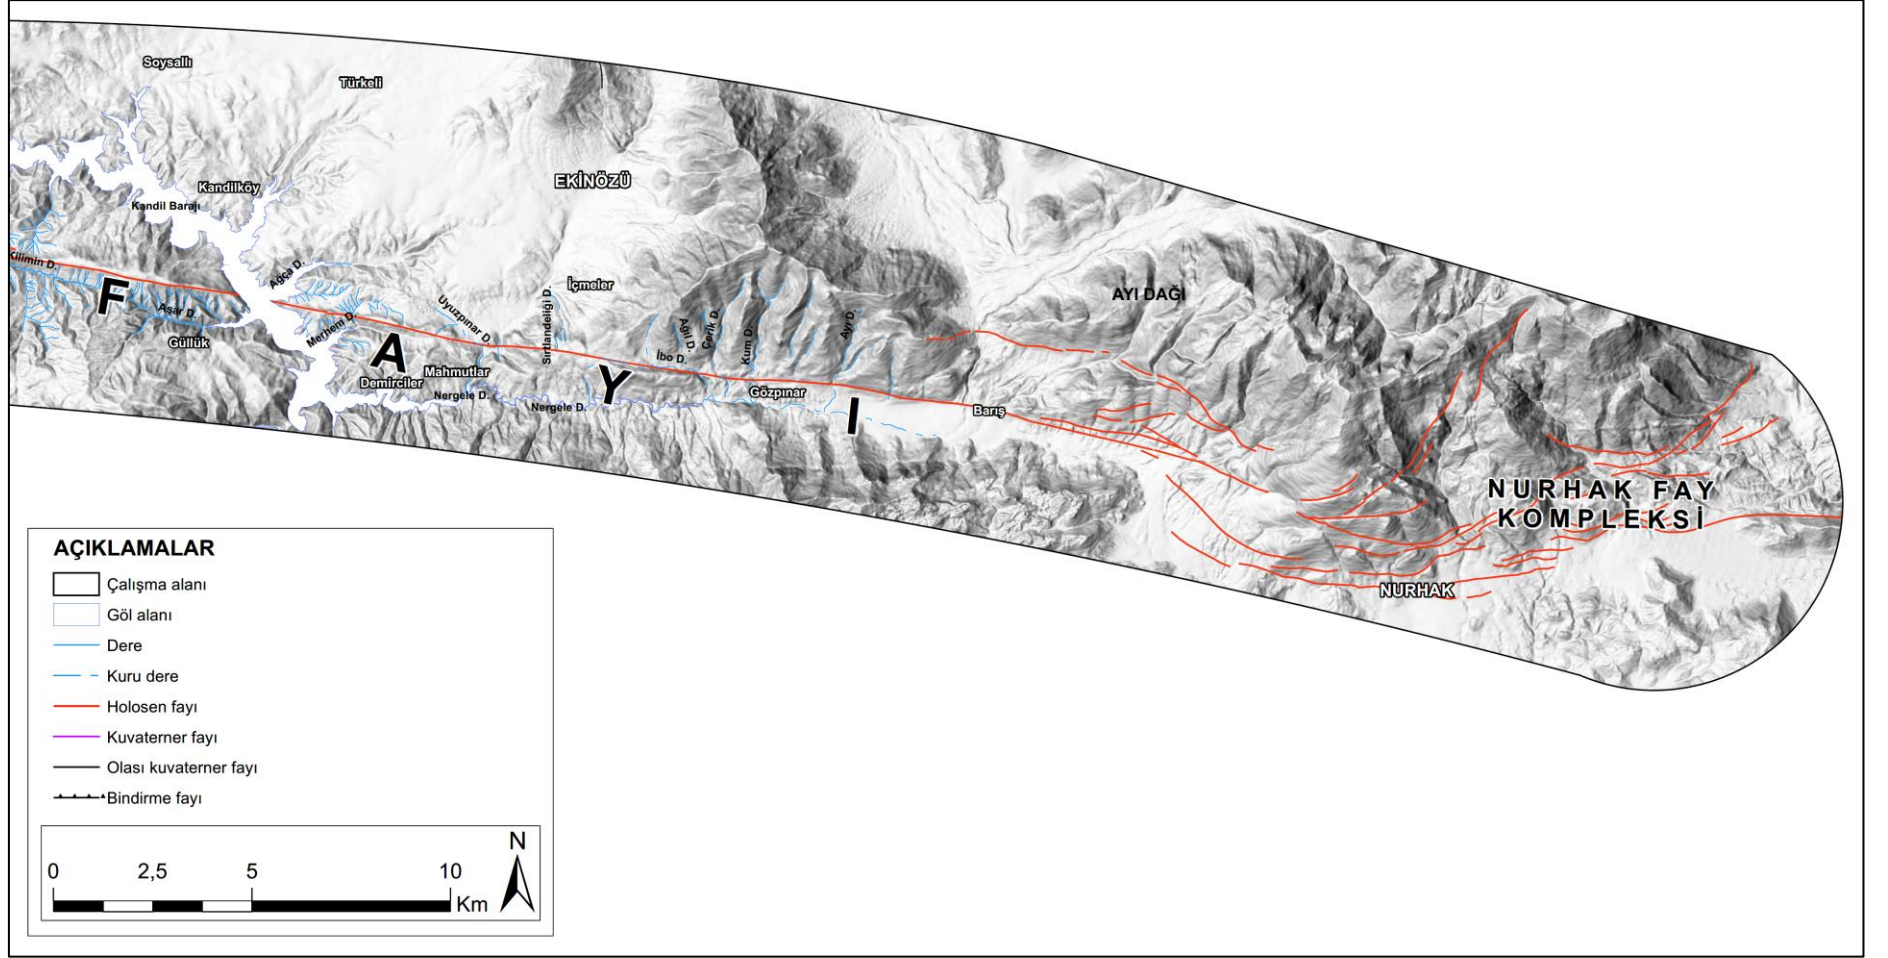 Soysallı
Türkeli
Kandilköy
Kandil Barajı
EKİNÖZÜ
Kilimin D.
Ağça D.
İçmeler
F
Aşar D.
Güllük
Merhem D.
Uyuzpınar D.
Sırtlandeliği D.
AYI DAĞI
A
Mahmutlar
Demirciler
Nergele D.
Nergele D.
Y
İbo D.
Ağıl D.
Çerik D.
Kum D.
Ayı D.
Gözpınar
I
Barış
NURHAK FAY
KOMPLEKSİ
NURHAK
AÇIKLAMALAR
Çalışma alanı
Göl alanı
Dere
Kuru dere
Holosen fayı
Kuvaterner fayı
Olası kuvaterner fayı
Bindirme fayı
N
0 2,5 5 10
Km